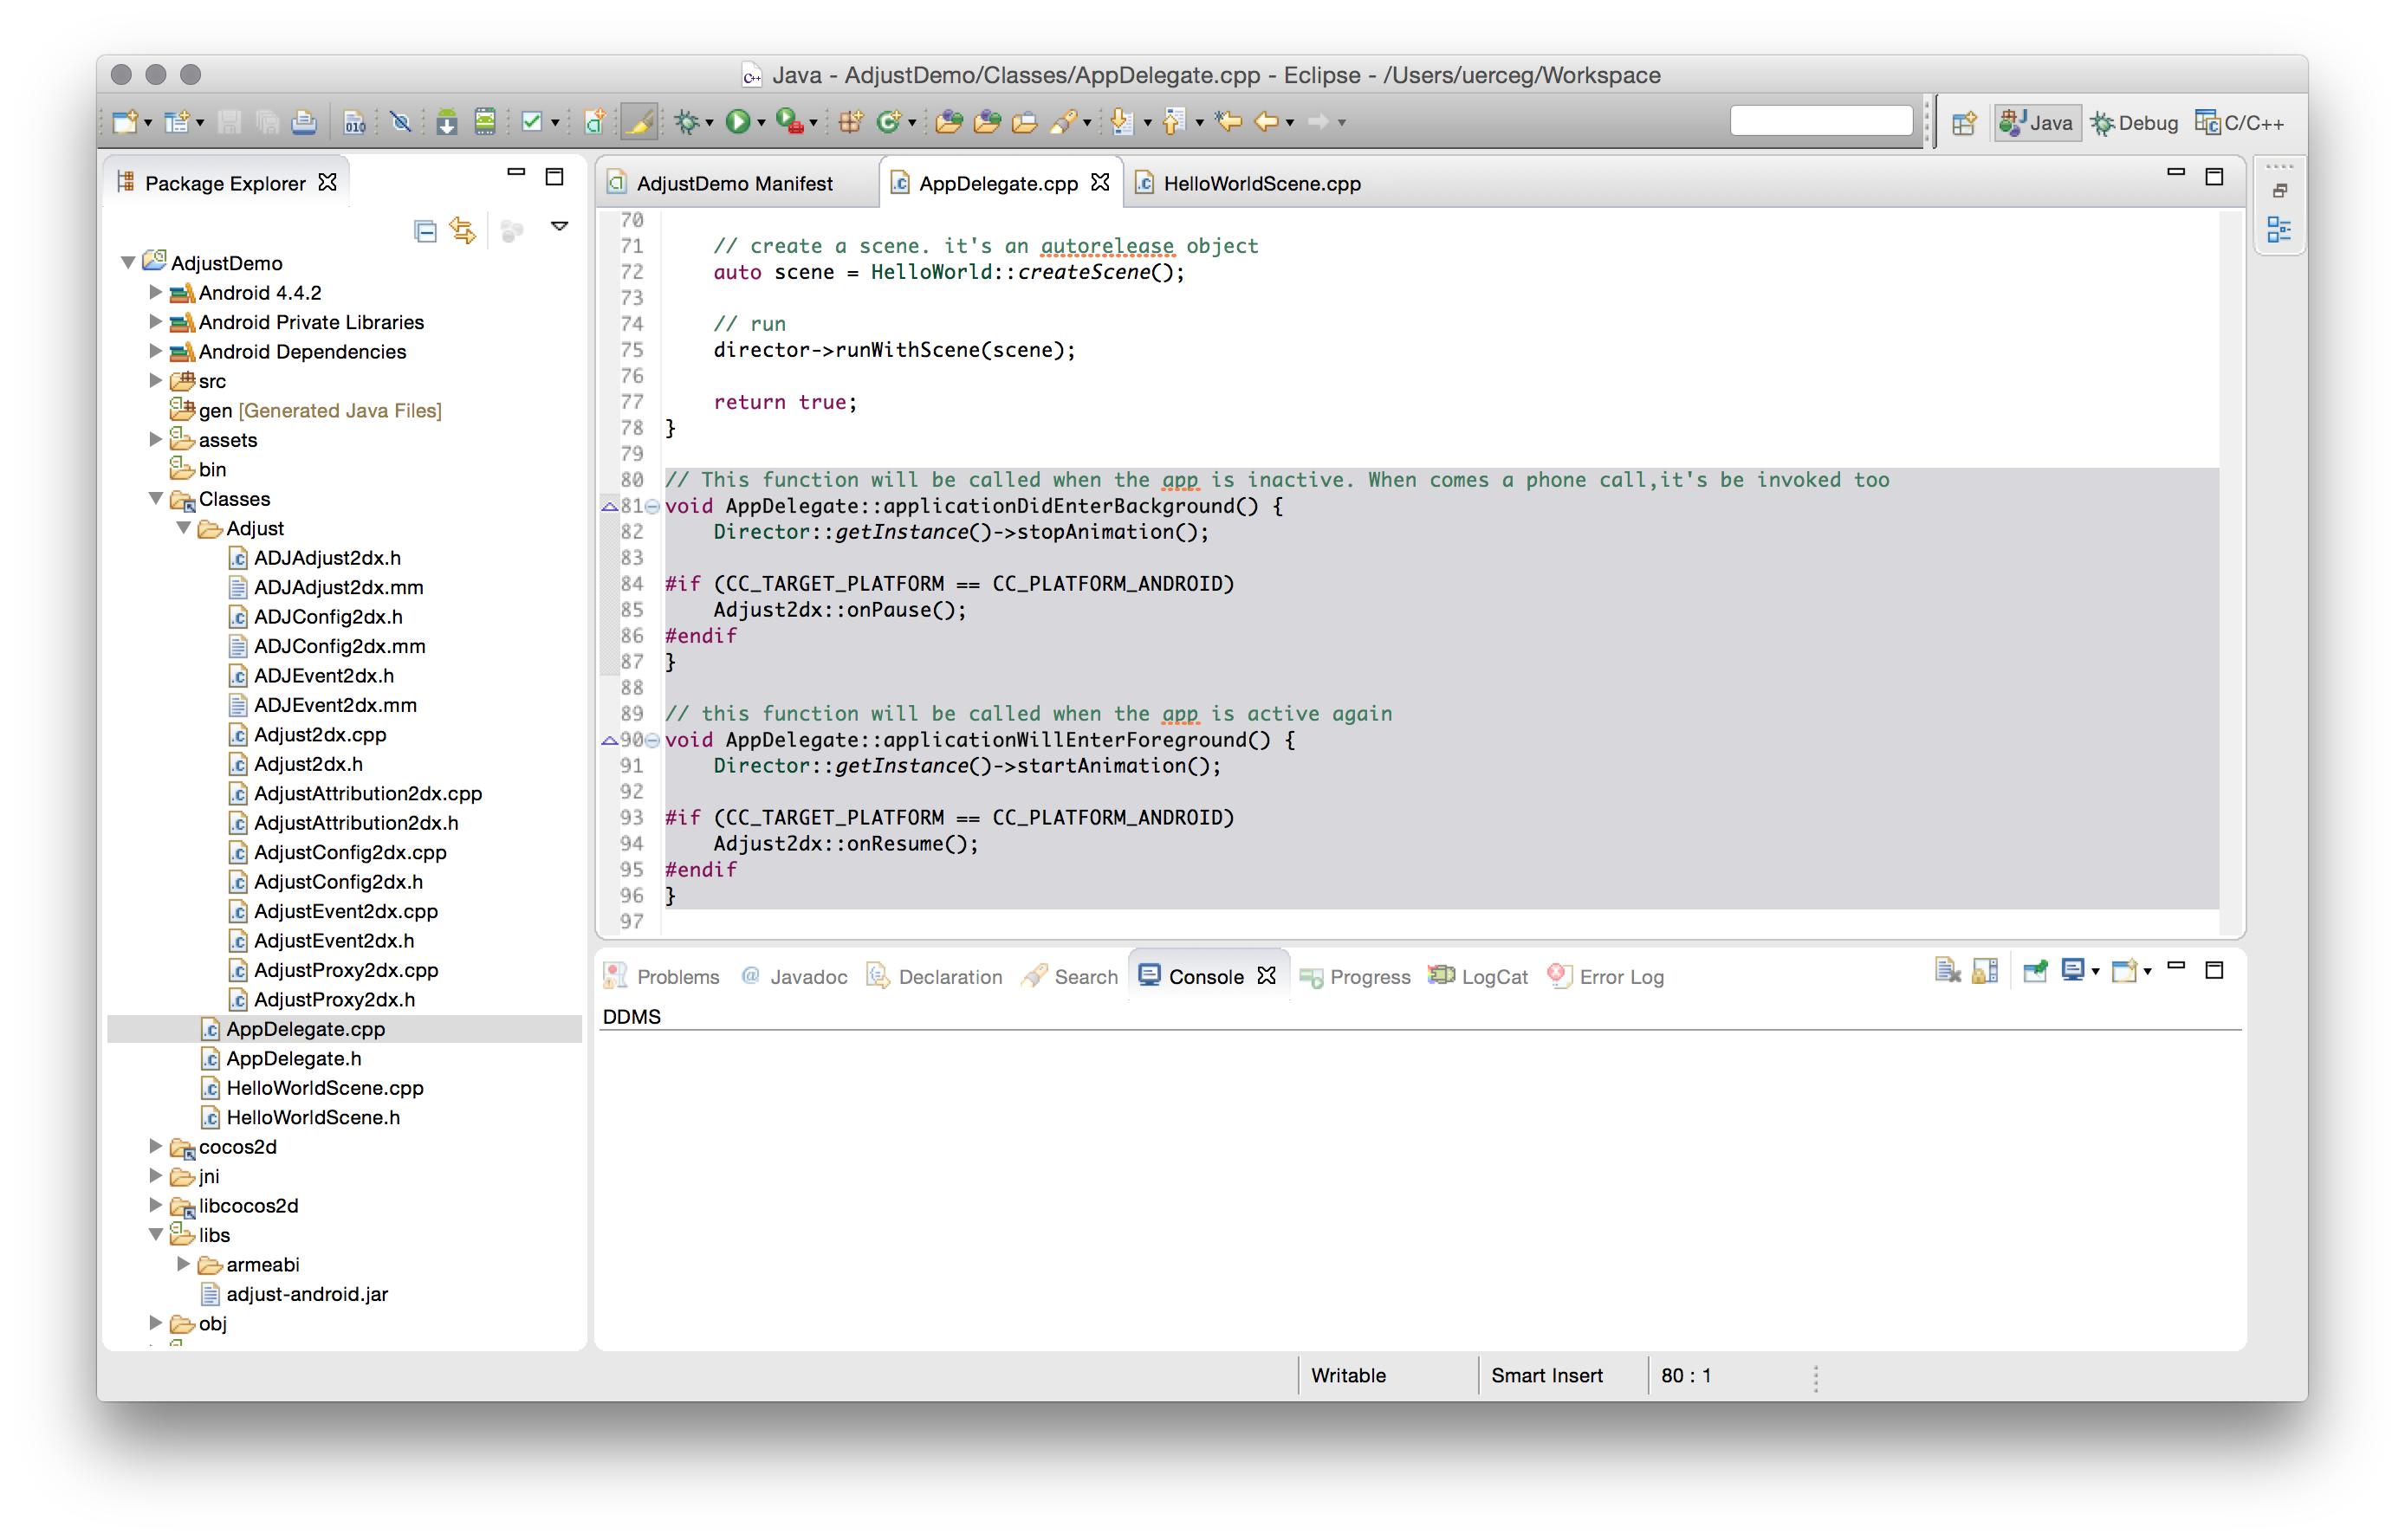 Java - AdjustDemo/Classes/AppDelegate.cpp - Eclipse - /Users/uerceg/Workspace
Java
Debug
C/C++
Package Explorer
AdjustDemo
Android 4.4.2
Android Private Libraries
Android Dependencies
src
gen [Generated Java Files]
assets
bin
Classes
Adjust
ADJAdjust2dx.h
ADJAdjust2dx.mm
ADJConfig2dx.h
ADJConfig2dx.mm
ADJEvent2dx.h
ADJEvent2dx.mm
Adjust2dx.cpp
Adjust2dx.h
AdjustAttribution2dx.cpp
AdjustAttribution2dx.h
AdjustConfig2dx.cpp
AdjustConfig2dx.h
AdjustEvent2dx.cpp
AdjustEvent2dx.h
AdjustProxy2dx.cpp
AdjustProxy2dx.h
AppDelegate.cpp
AppDelegate.h
HelloWorldScene.cpp
HelloWorldScene.h
cocos2d
jni
libcocos2d
libs
armeabi
adjust-android.jar
obj
AdjustDemo Manifest
AppDelegate.cpp
HelloWorldScene.cpp
70
71 // create a scene. it's an autorelease object
72 auto scene = HelloWorld::createScene();
73
74 // run
75 director->runWithScene(scene);
76
77 return true;
78 }
79
80 // This function will be called when the app is inactive. When comes a phone call,it's be invoked too
81 void AppDelegate::applicationDidEnterBackground() {
82 Director::getInstance()->stopAnimation();
83
84 #if (CC_TARGET_PLATFORM == CC_PLATFORM_ANDROID)
85 Adjust2dx::onPause();
86 #endif
87 }
88
89 // this function will be called when the app is active again
90 void AppDelegate::applicationWillEnterForeground() {
91 Director::getInstance()->startAnimation();
92
93 #if (CC_TARGET_PLATFORM == CC_PLATFORM_ANDROID)
94 Adjust2dx::onResume();
95 #endif
96 }
97
Problems
Javadoc
Declaration
Search
Console
Progress
LogCat
Error Log
DDMS
Writable
Smart Insert
80 : 1